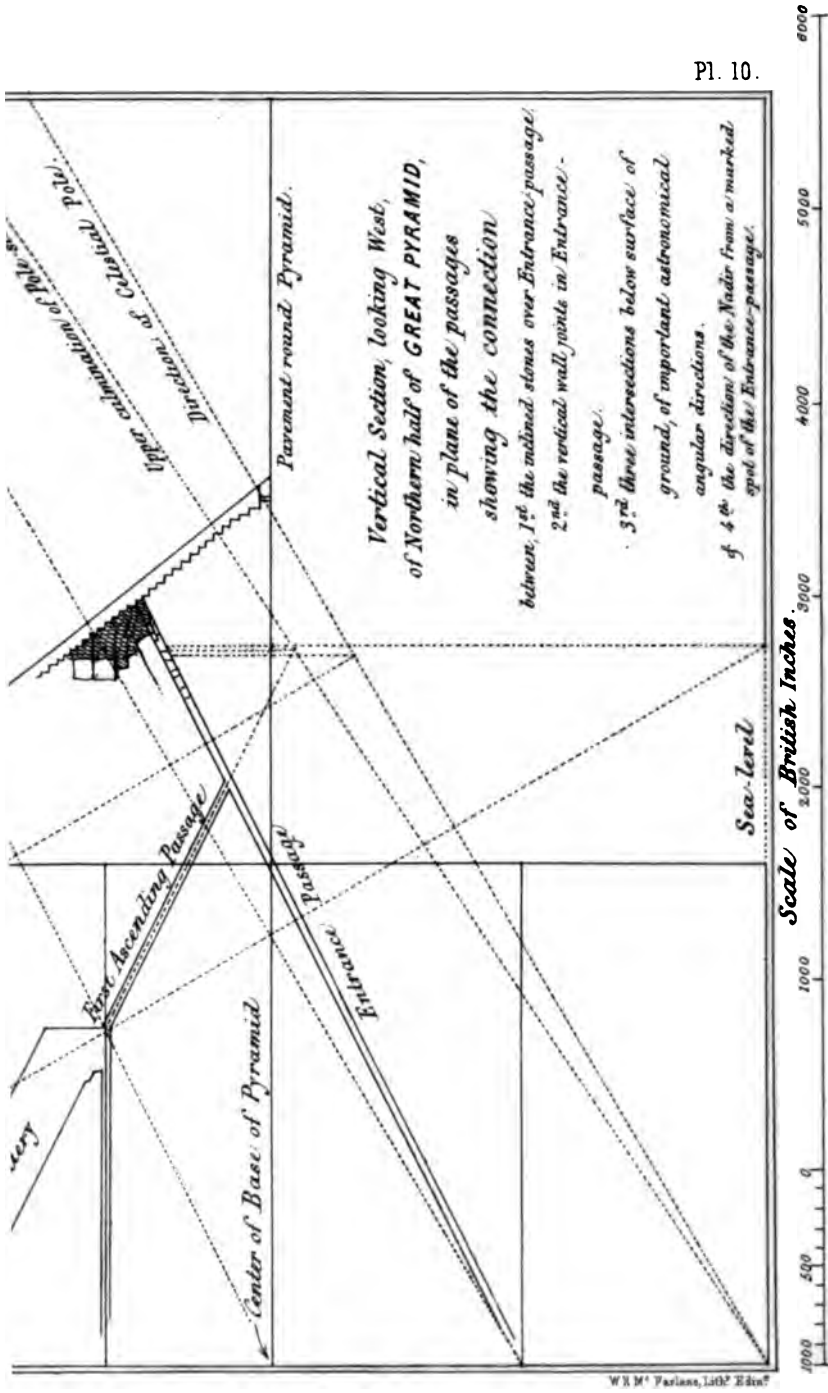 Pl. 10.
Upper culmination of Pole *s
Direction of Celestial Pole.
Pavement round Pyramid.
Vertical Section, looking West,
of Northern half of GREAT PYRAMID,
in plane of the passages
showing the connection
between, 1st the inclined stones over Entrance passage.
2nd the vertical wall joints in Entrance-
passage.
3rd three intersections below surface of
ground, of important astronomical
angular directions.
& 4th the direction of the Nadir from a marked
spot of the Entrance-passage.
First Ascending Passage
Entrance Passage
Center of Base of Pyramid
Sea-level
Scale of British Inches.
1000 500 0 1000 2000 3000 4000 5000 6000
W & R Mc Farlane, Lithrs Edinr